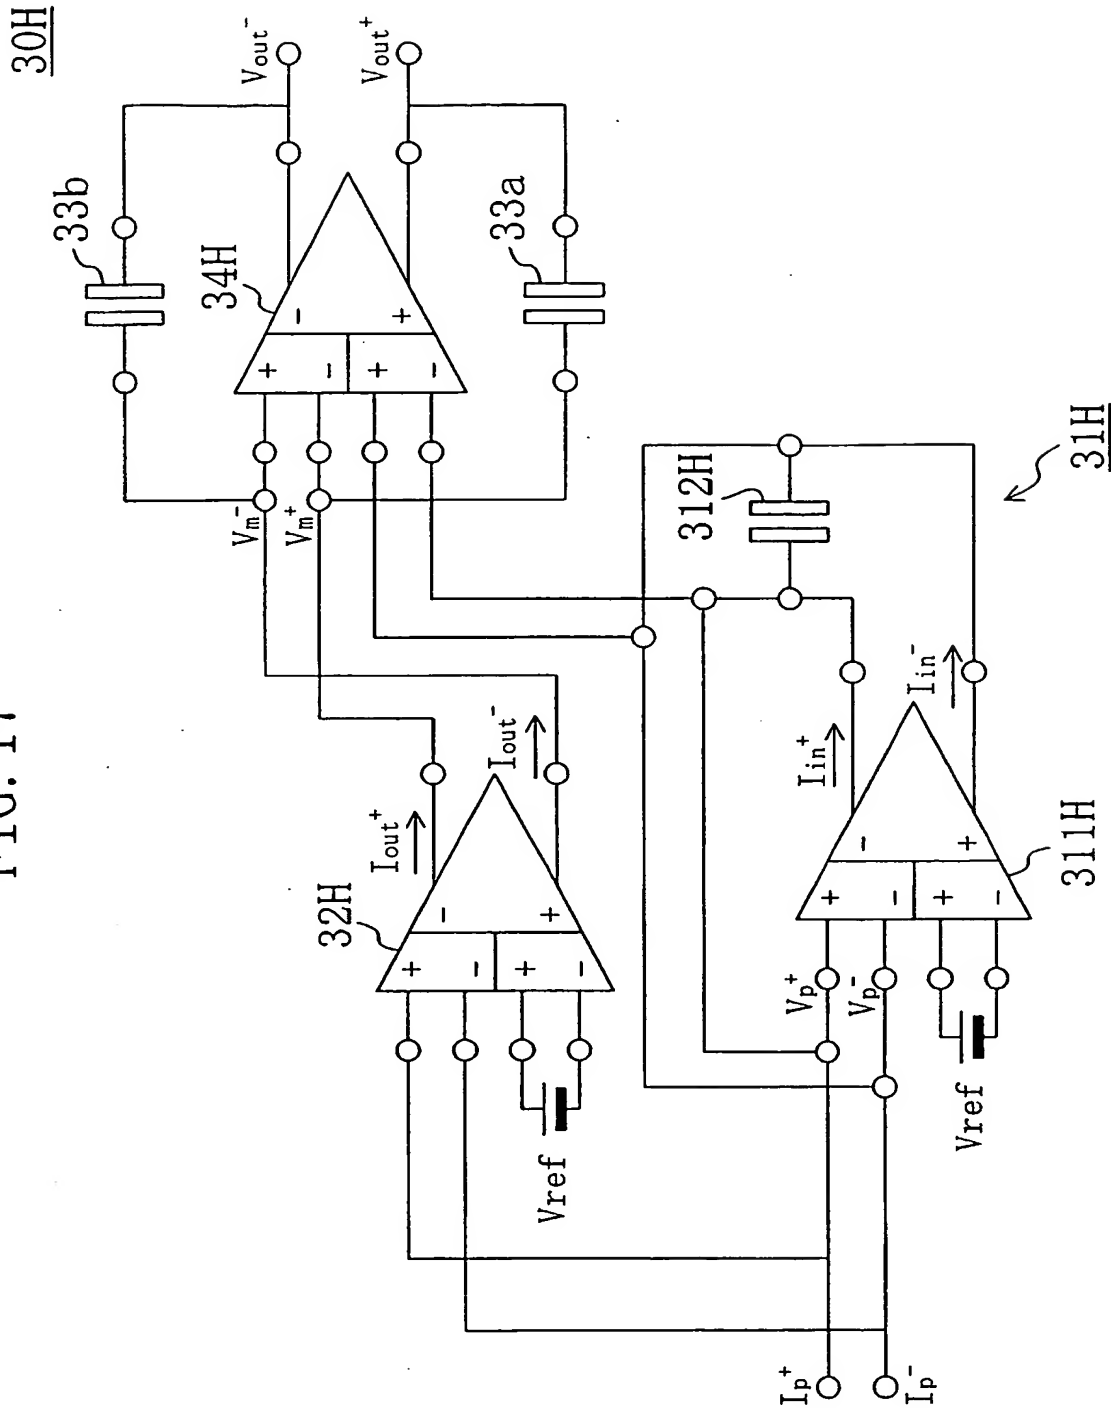 FIG. 17
30H
Vout⁻
Vout⁺
33b
34H
33a
+
−
+
−
−
+
Vm⁻
Vm⁺
312H
31H
Iout⁺
Iout⁻
32H
+
−
+
−
−
+
Vref
Iin⁺
Iin⁻
311H
+
−
+
−
−
+
Vp⁺
Vp⁻
Vref
Ip⁺
Ip⁻